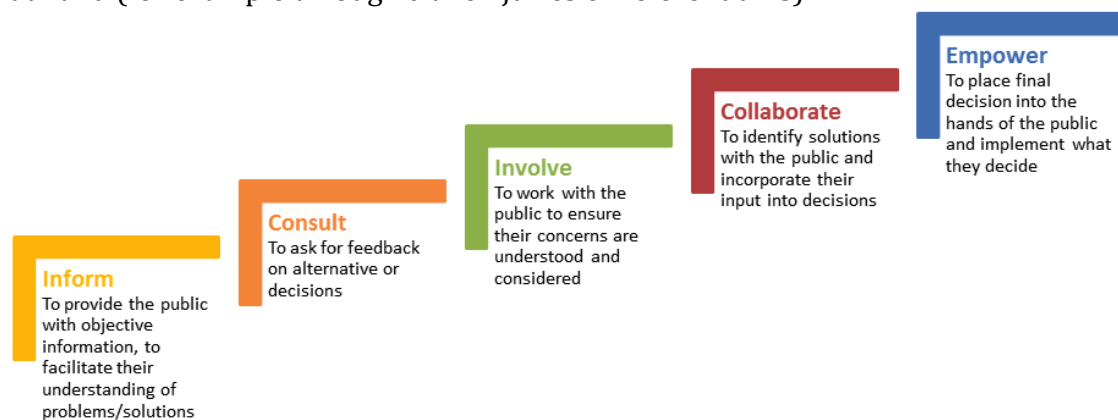 Inform
To provide the public
with objective
information, to
facilitate their
understanding of
problems/solutions
Consult
To ask for feedback
on alternative or
decisions
Involve
To work with the
public to ensure
their concerns are
understood and
considered
Collaborate
To identify solutions
with the public and
incorporate their
input into decisions
Empower
To place final
decision into the
hands of the public
and implement what
they decide